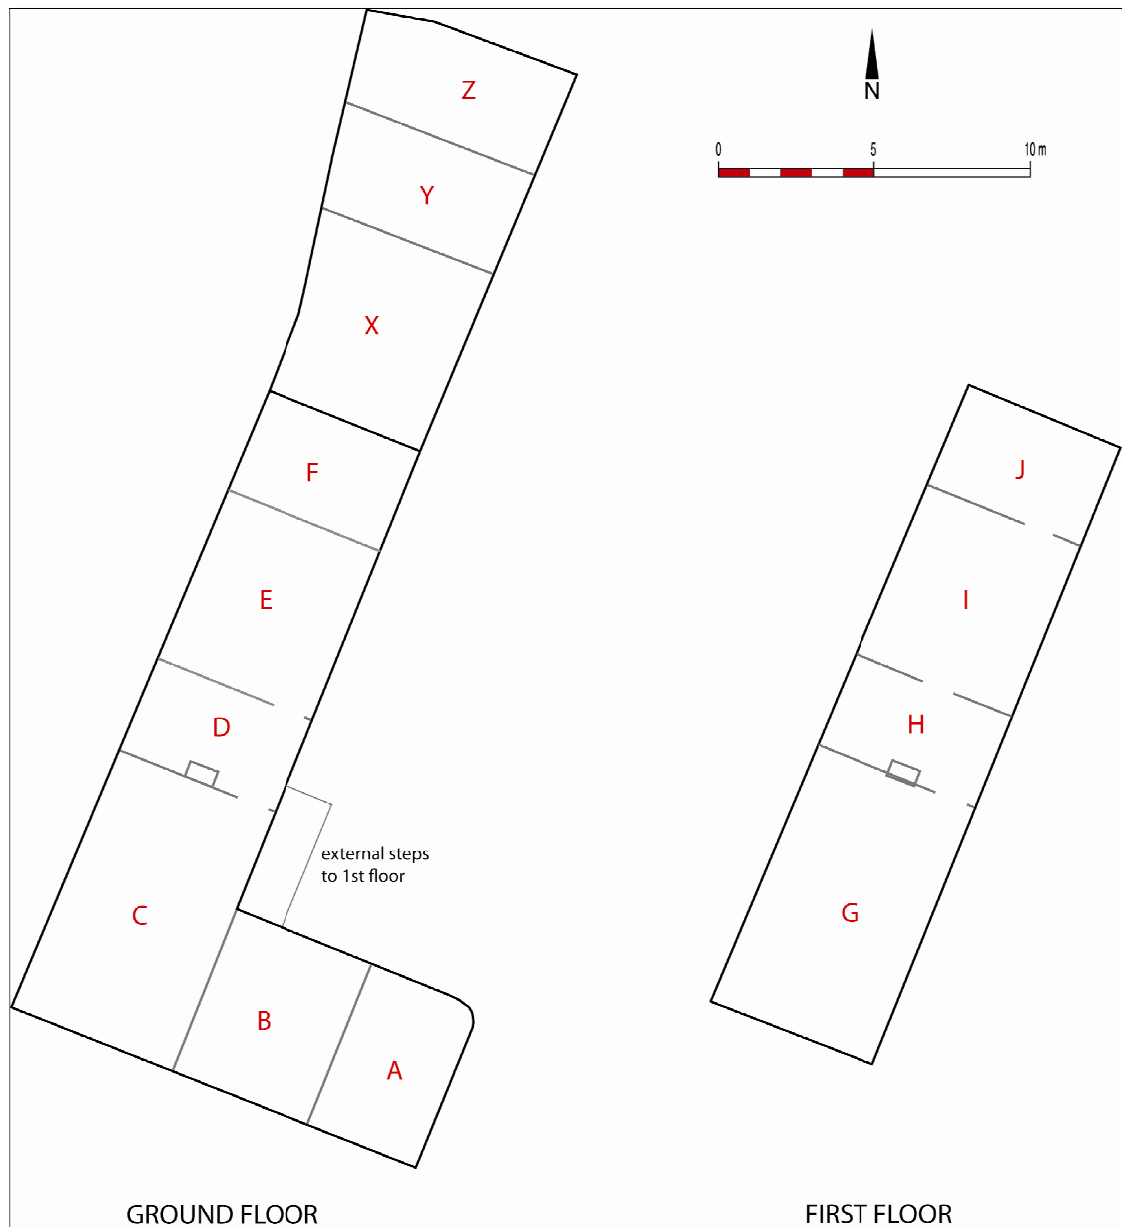 Z
N
0 5 10 m
Y
X
F
J
E
I
D
H
external steps
to 1st floor
C
G
B
A
GROUND FLOOR
FIRST FLOOR